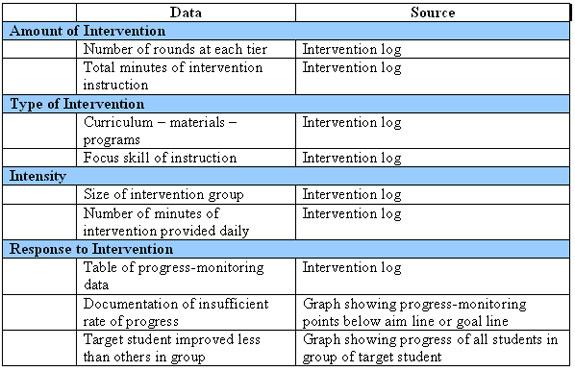 Data Source
Amount of Intervention
Number of rounds at each tier Intervention log
Total minutes of intervention Intervention log
instruction
Type of Intervention
Curriculum – materials – Intervention log
programs
Focus skill of instruction Intervention log
Intensity
Size of intervention group Intervention log
Number of minutes of Intervention log
intervention provided daily
Response to Intervention
Table of progress-monitoring Intervention log
data
Documentation of insufficient Graph showing progress-monitoring
rate of progress points below aim line or goal line
Target student improved less Graph showing progress of all students in
than others in group group of target student